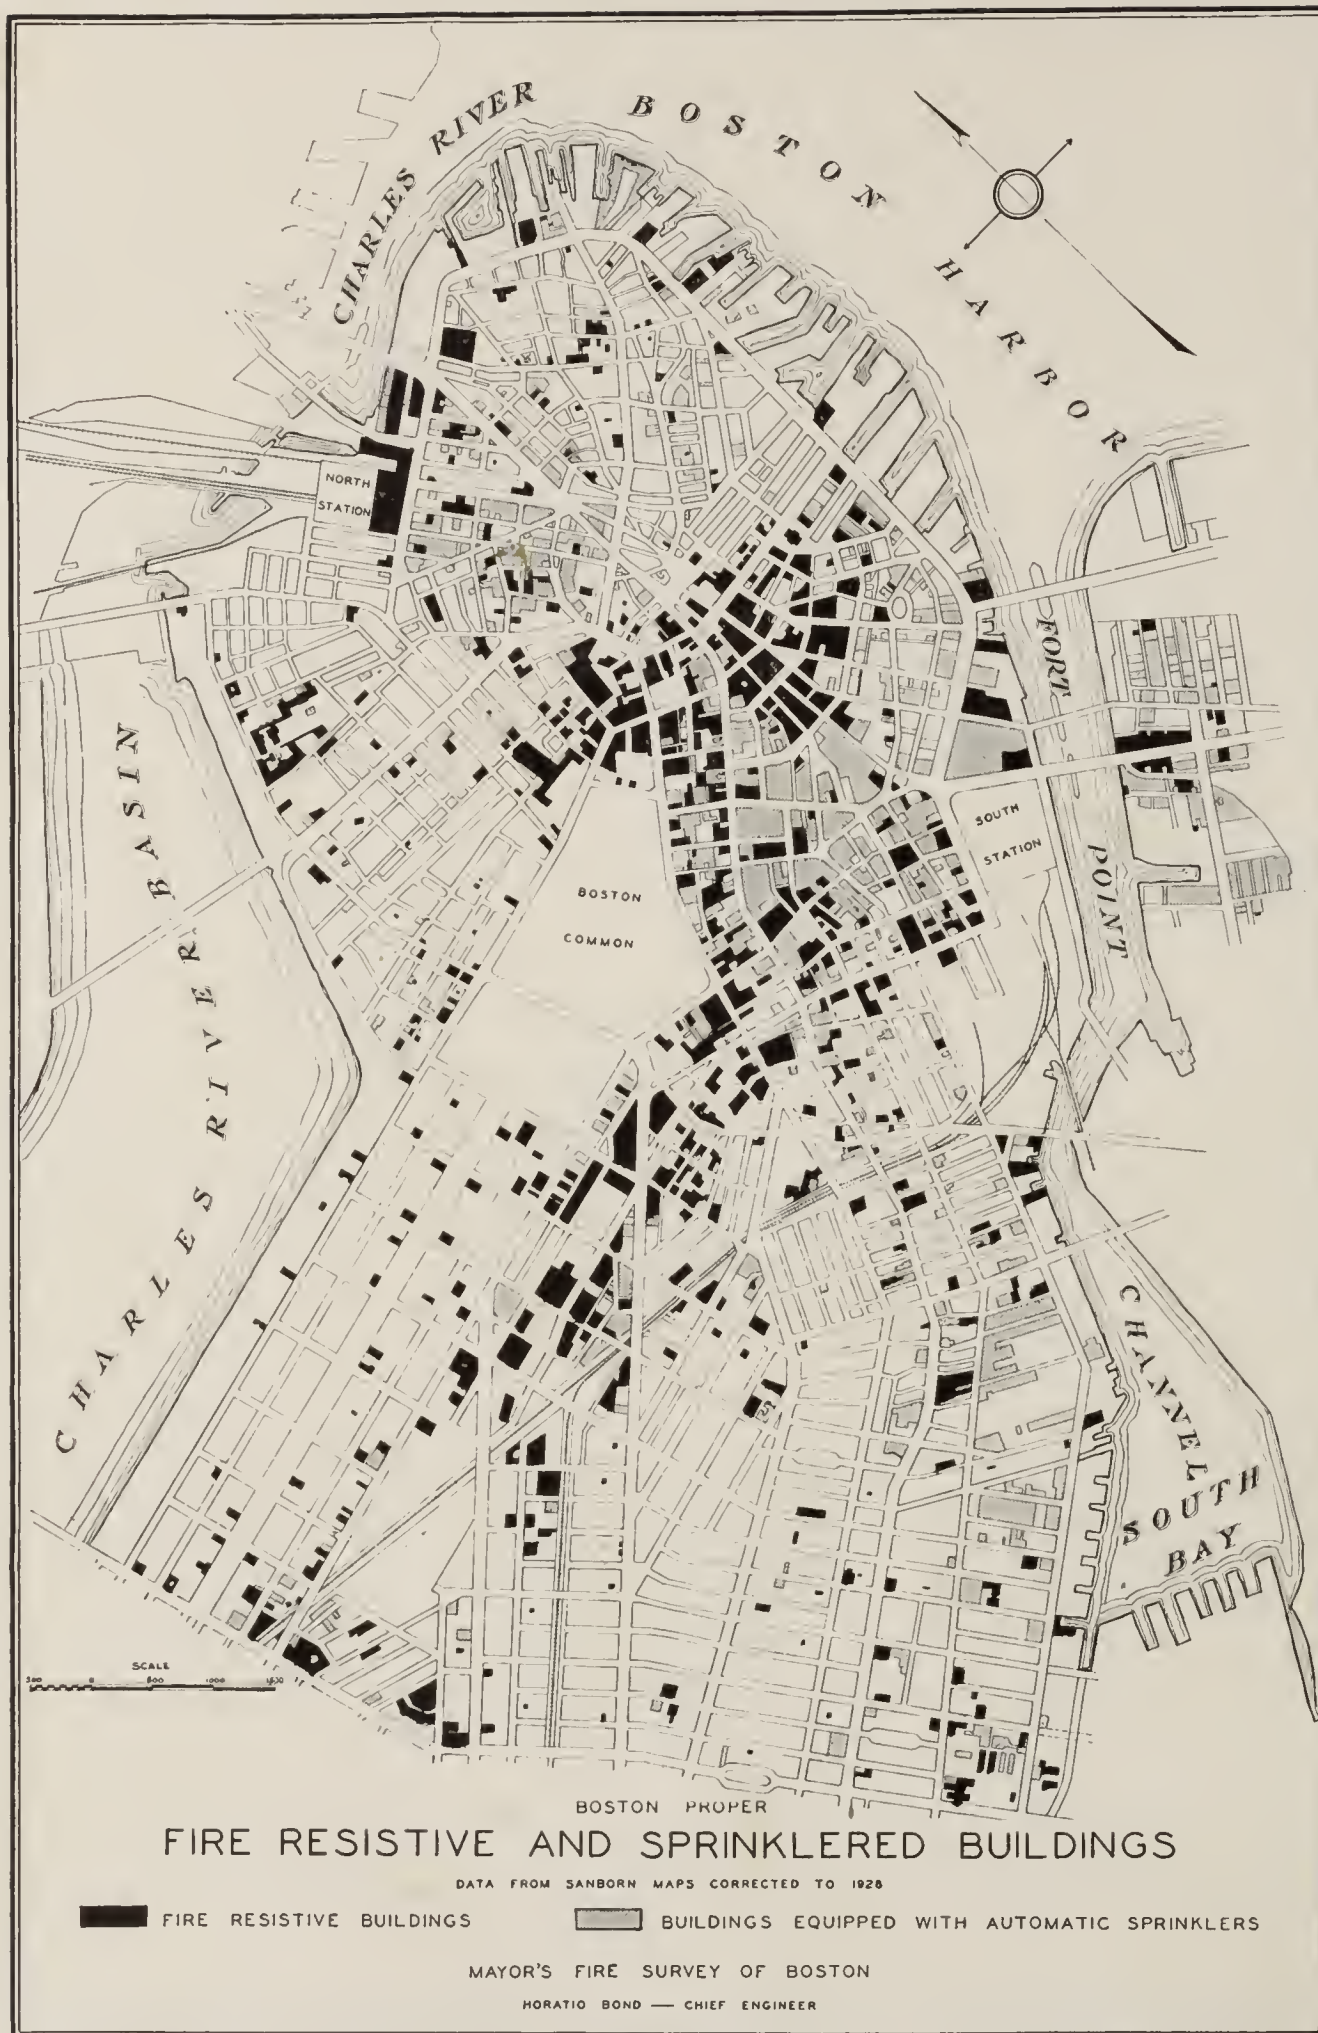 CHARLES RIVER
BOSTON HARBOR
NORTH
STATION
FORT POINT CHANNEL
SOUTH
STATION
BOSTON
COMMON
CHARLES RIVER BASIN
SOUTH
BAY
SCALE
500 0 500 1000 1500
BOSTON PROPER
FIRE RESISTIVE AND SPRINKLERED BUILDINGS
DATA FROM SANBORN MAPS CORRECTED TO 1928
FIRE RESISTIVE BUILDINGS
BUILDINGS EQUIPPED WITH AUTOMATIC SPRINKLERS
MAYOR'S FIRE SURVEY OF BOSTON
HORATIO BOND — CHIEF ENGINEER